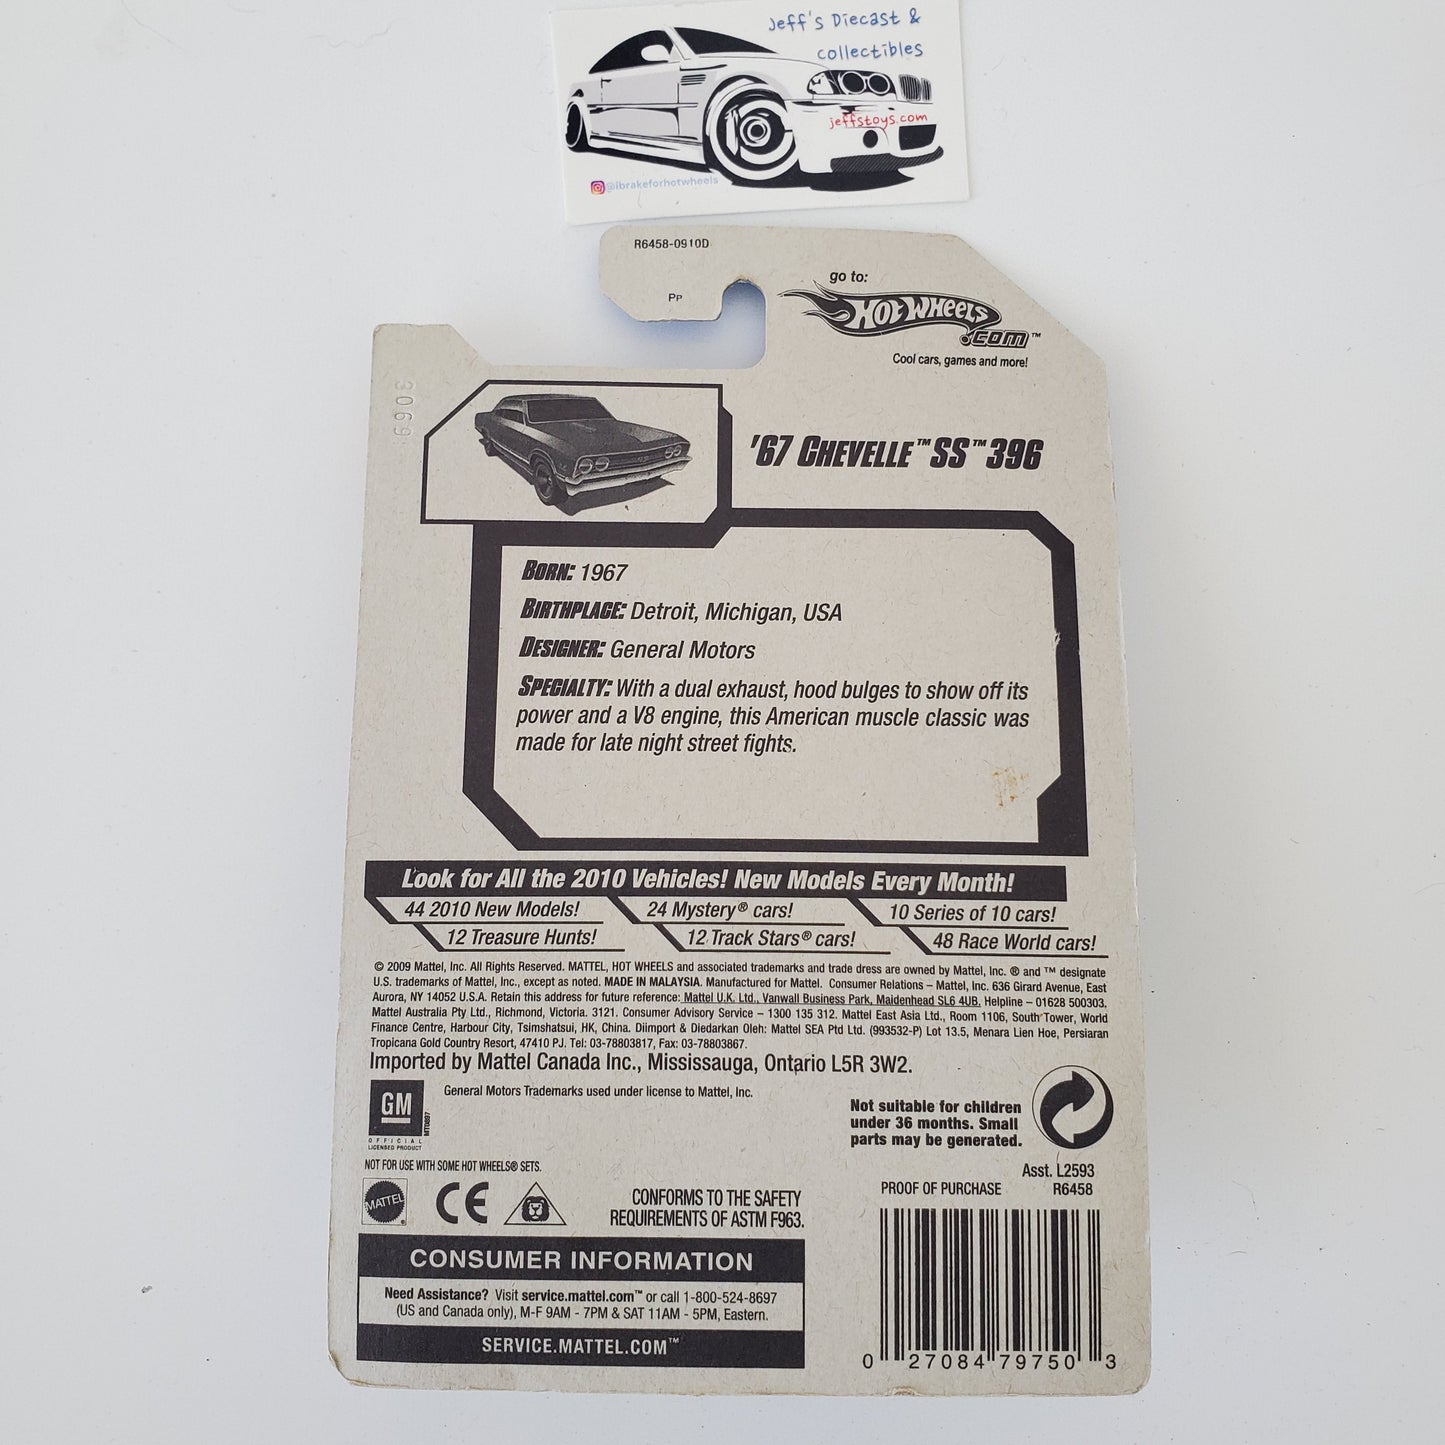 Jeff's Diecast &
collectibles
jeffstoys.com
@ibrakeforhotwheels
R6458-0910D
PP
go to:
HOT WHEELS
.COM™
Cool cars, games and more!
3069
'67 CHEVELLE™ SS™ 396
BORN: 1967
BIRTHPLACE: Detroit, Michigan, USA
DESIGNER: General Motors
SPECIALTY: With a dual exhaust, hood bulges to show off its
power and a V8 engine, this American muscle classic was
made for late night street fights.
Look for All the 2010 Vehicles! New Models Every Month!
44 2010 New Models! 24 Mystery® cars! 10 Series of 10 cars!
12 Treasure Hunts! 12 Track Stars® cars! 48 Race World cars!
© 2009 Mattel, Inc. All Rights Reserved. MATTEL, HOT WHEELS and associated trademarks and trade dress are owned by Mattel, Inc. ® and ™ designate
U.S. trademarks of Mattel, Inc., except as noted. MADE IN MALAYSIA. Manufactured for Mattel. Consumer Relations – Mattel, Inc. 636 Girard Avenue, East
Aurora, NY 14052 U.S.A. Retain this address for future reference: Mattel U.K. Ltd., Vanwall Business Park, Maidenhead SL6 4UB. Helpline – 01628 500303.
Mattel Australia Pty Ltd., Richmond, Victoria. 3121. Consumer Advisory Service – 1300 135 312. Mattel East Asia Ltd., Room 1106, South Tower, World
Finance Centre, Harbour City, Tsimshatsui, HK, China. Diimport & Diedarkan Oleh: Mattel SEA Ptd Ltd. (993532-P) Lot 13.5, Menara Lien Hoe, Persiaran
Tropicana Gold Country Resort, 47410 PJ. Tel: 03-78803817, Fax: 03-78803867.
Imported by Mattel Canada Inc., Mississauga, Ontario L5R 3W2.
GM
OFFICIAL
LICENSED PRODUCT
MT0897
General Motors Trademarks used under license to Mattel, Inc.
Not suitable for children
under 36 months. Small
parts may be generated.
NOT FOR USE WITH SOME HOT WHEELS® SETS.
Asst. L2593
PROOF OF PURCHASE R6458
MATTEL ®
CE
CONFORMS TO THE SAFETY
REQUIREMENTS OF ASTM F963.
CONSUMER INFORMATION
Need Assistance? Visit service.mattel.com™ or call 1-800-524-8697
(US and Canada only), M-F 9AM - 7PM & SAT 11AM - 5PM, Eastern.
SERVICE.MATTEL.COM™
0 27084 79750 3